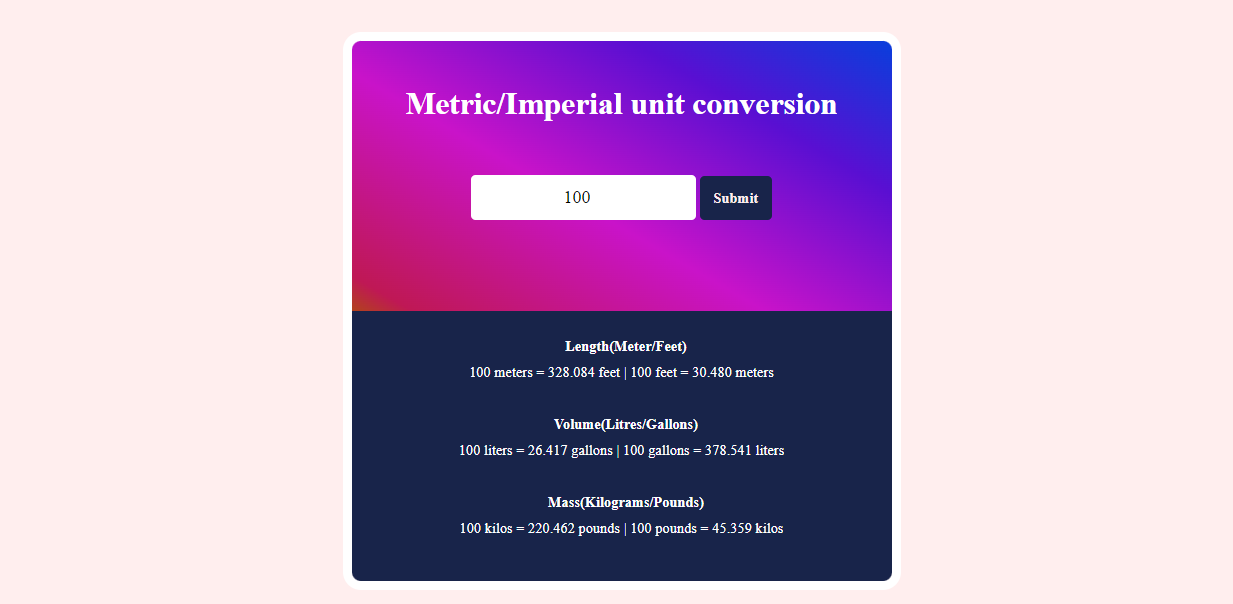 Metric/Imperial unit conversion
100
Submit
Length(Meter/Feet)
100 meters = 328.084 feet | 100 feet = 30.480 meters
Volume(Litres/Gallons)
100 liters = 26.417 gallons | 100 gallons = 378.541 liters
Mass(Kilograms/Pounds)
100 kilos = 220.462 pounds | 100 pounds = 45.359 kilos